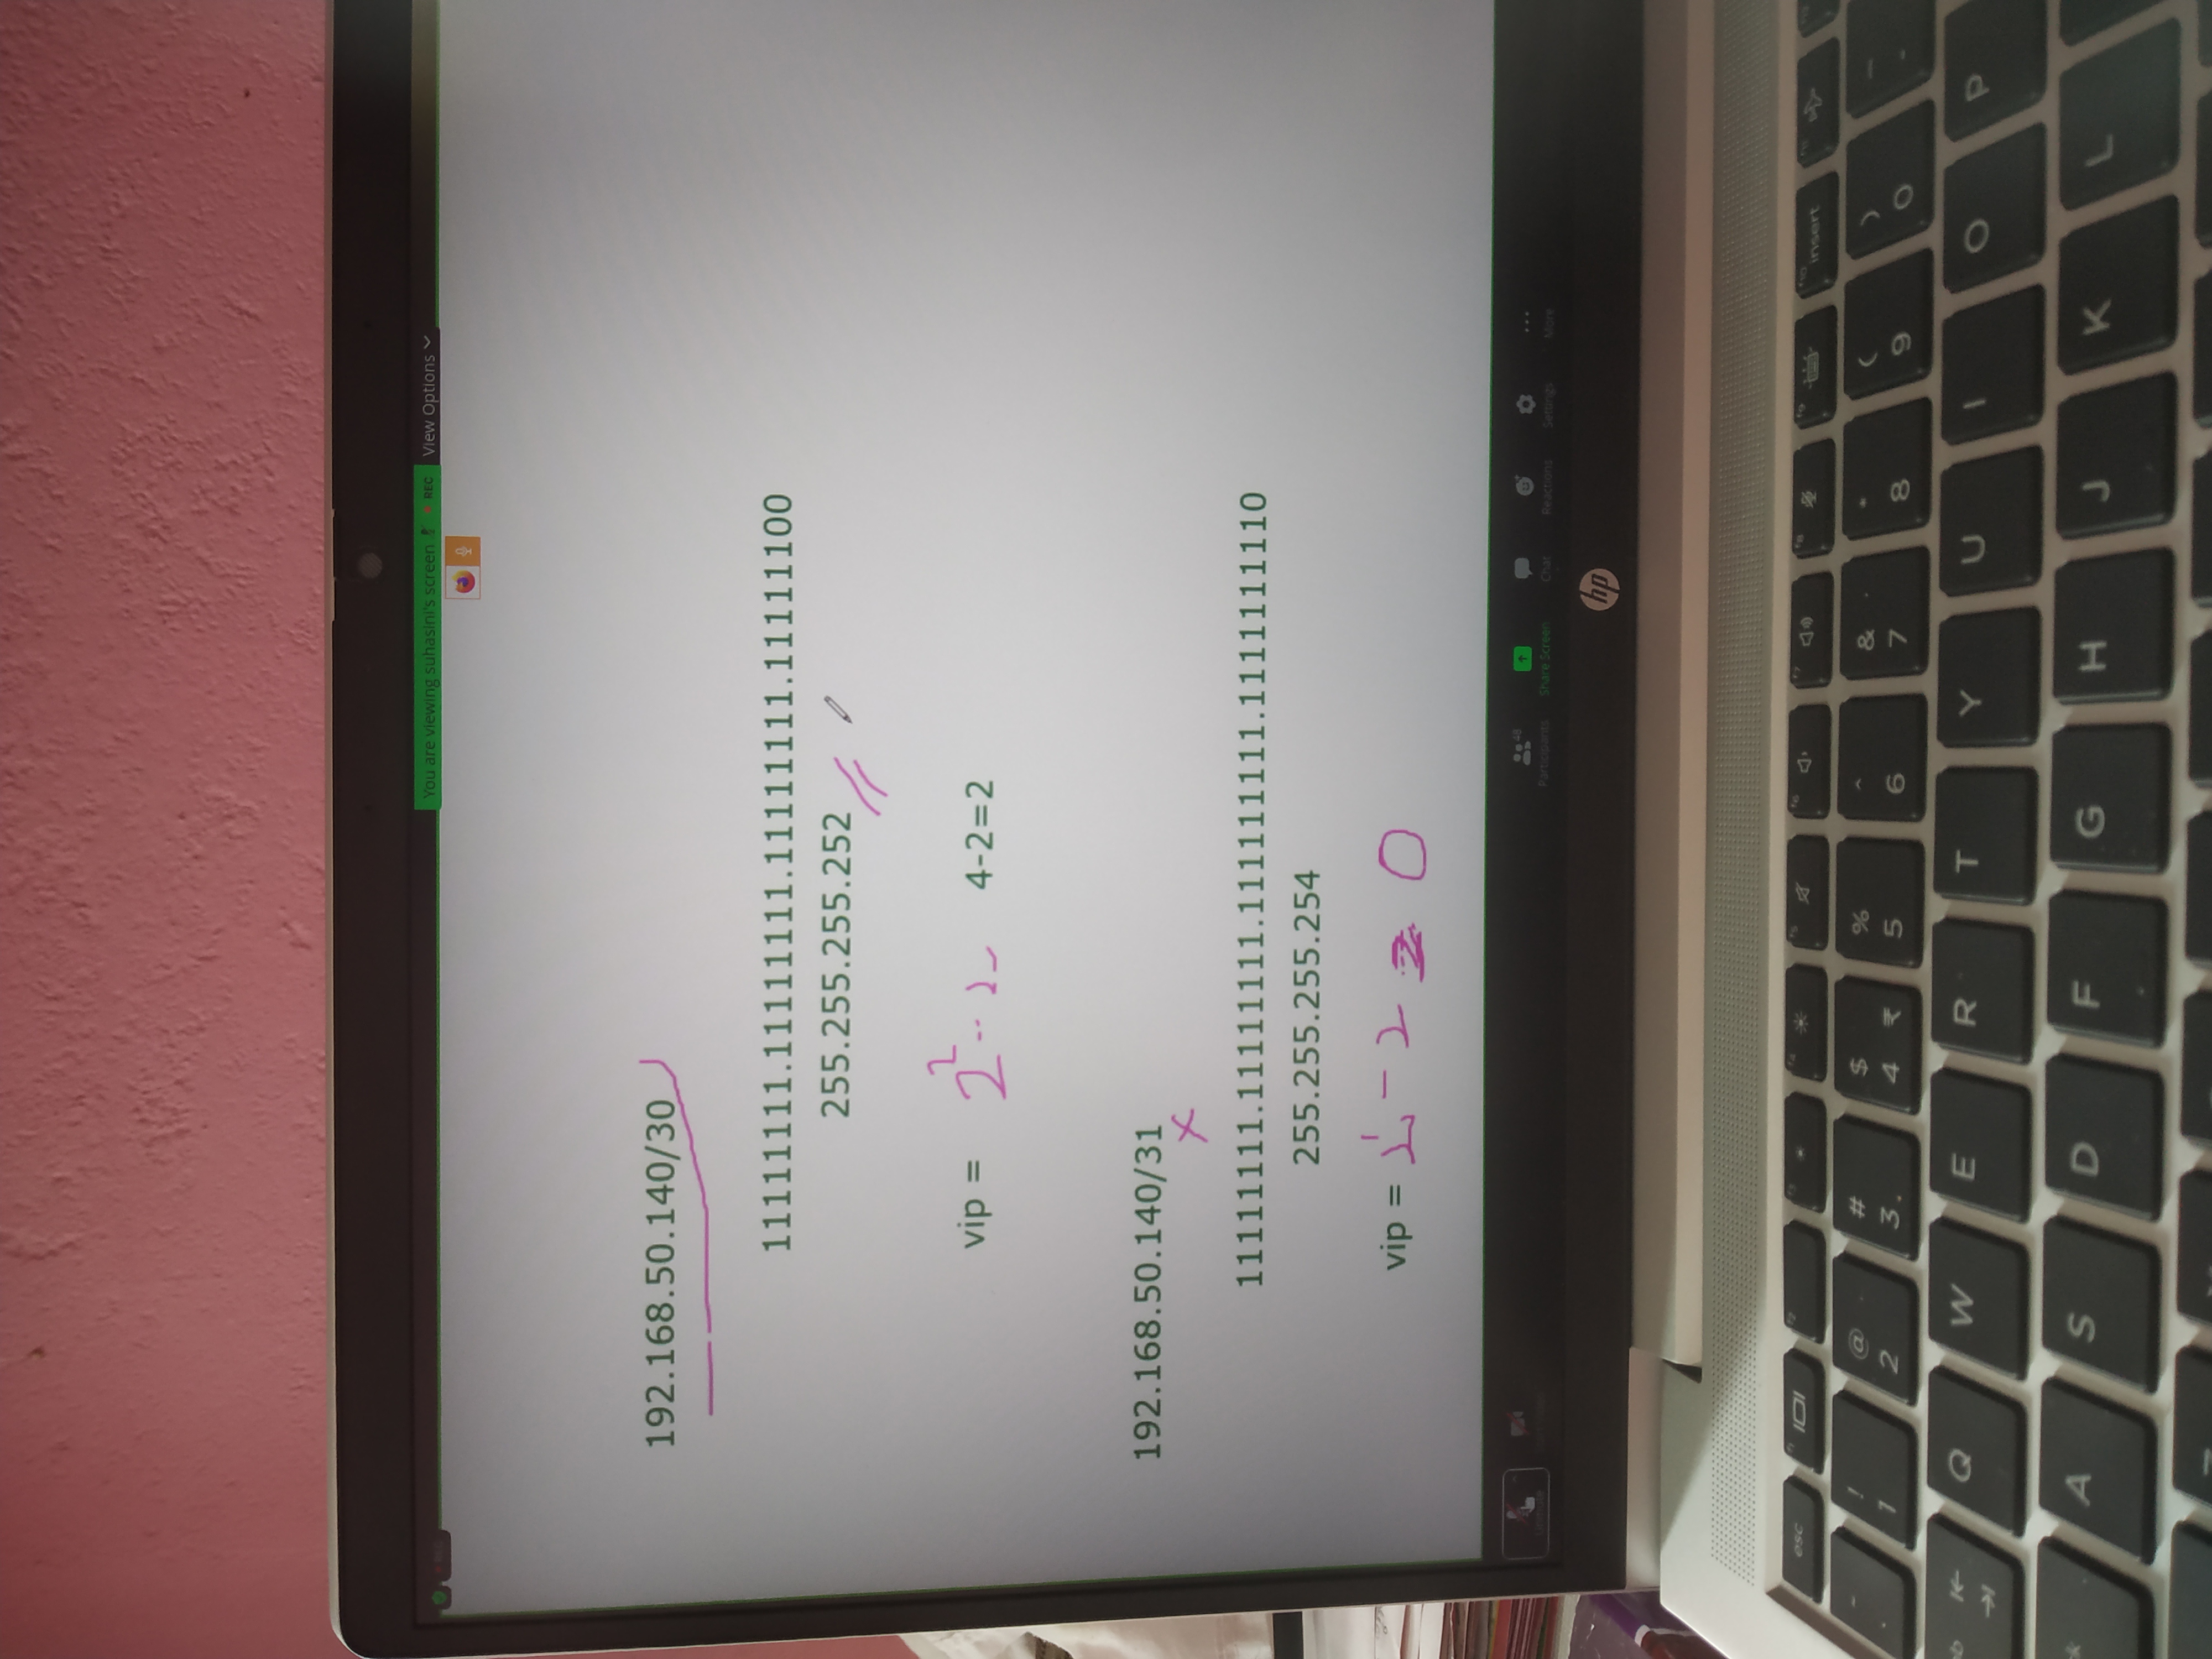 You are viewing suhasini's screen REC View Options
192.168.50.140/30
11111111.11111111.11111111.11111100
255.255.255.252
vip = 2² -- 2 4-2=2
192.168.50.140/31
x
11111111.11111111.111111111.1111111110
255.255.255.254
vip = 2¹ - 2 = 0
48
Participants Share Screen Chat Reactions Settings More
hp
esc insert
! @ # $ % ^ & * ( )
1 2 3 4 ₹ 5 6 7 8 9 0
Q W E R T Y U I O P
A S D F G H J K L